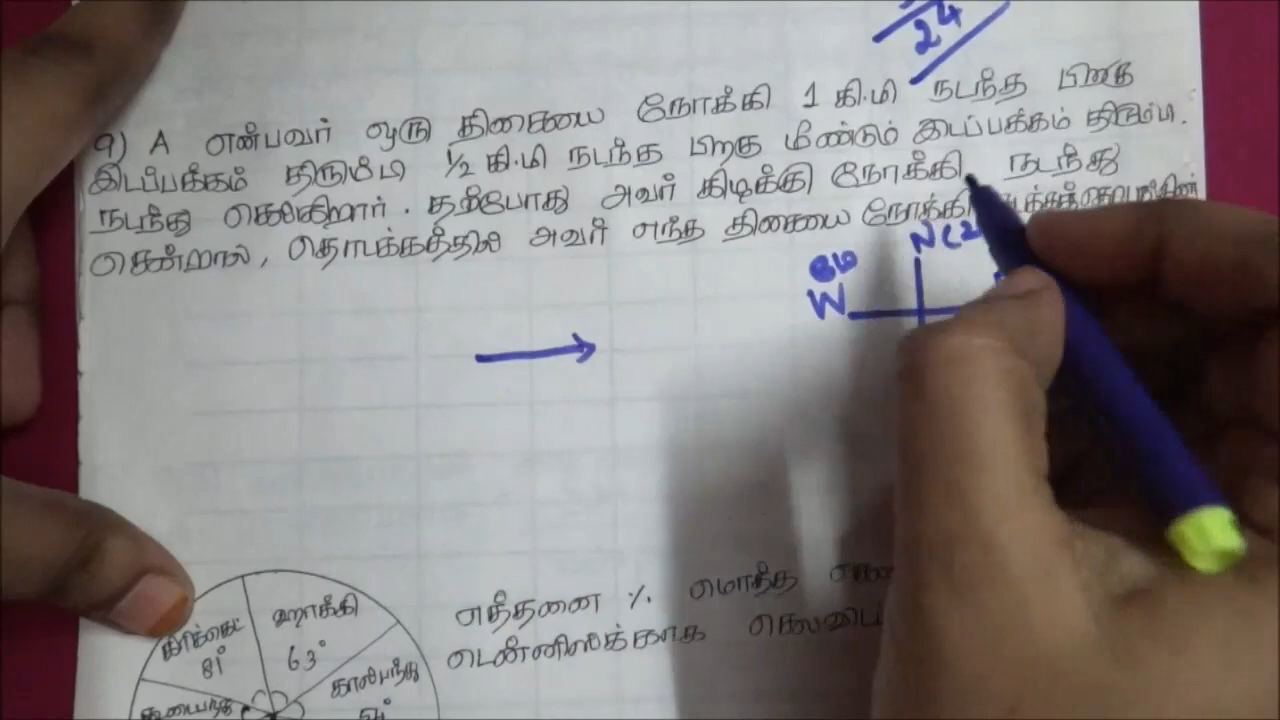 24
9) A என்பவர் ஒரு திசையை நோக்கி 1 கி.மி நடந்த பிறகு
இடப்பக்கம் திரும்பி ½ கி.மி நடந்த பிறகு மீண்டும் இடப்பக்கம் திரும்பி.
நடந்து செல்கிறார். தற்போது அவர் கிழக்கு நோக்கி நடந்து
சென்றால், தொடக்கத்தில் அவர் எந்த திசையை நோக்கி
N(வ
மே
W
எத்தனை % மொத்த
டென்னிஸிக்காக
கிரிக்கெட்
81°
ஹாக்கி
63°
கால்பந்து
54°